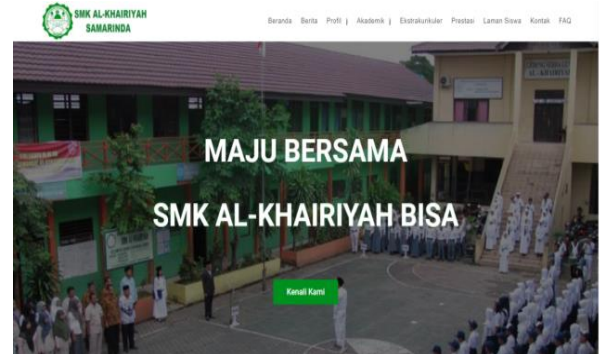 SMK AL-KHAIRIYAH
SAMARINDA
Beranda Berita Profil Akademik Ekstrakurikuler Prestasi Laman Siswa Kontak FAQ
MAJU BERSAMA
SMK AL-KHAIRIYAH BISA
Kenali Kami